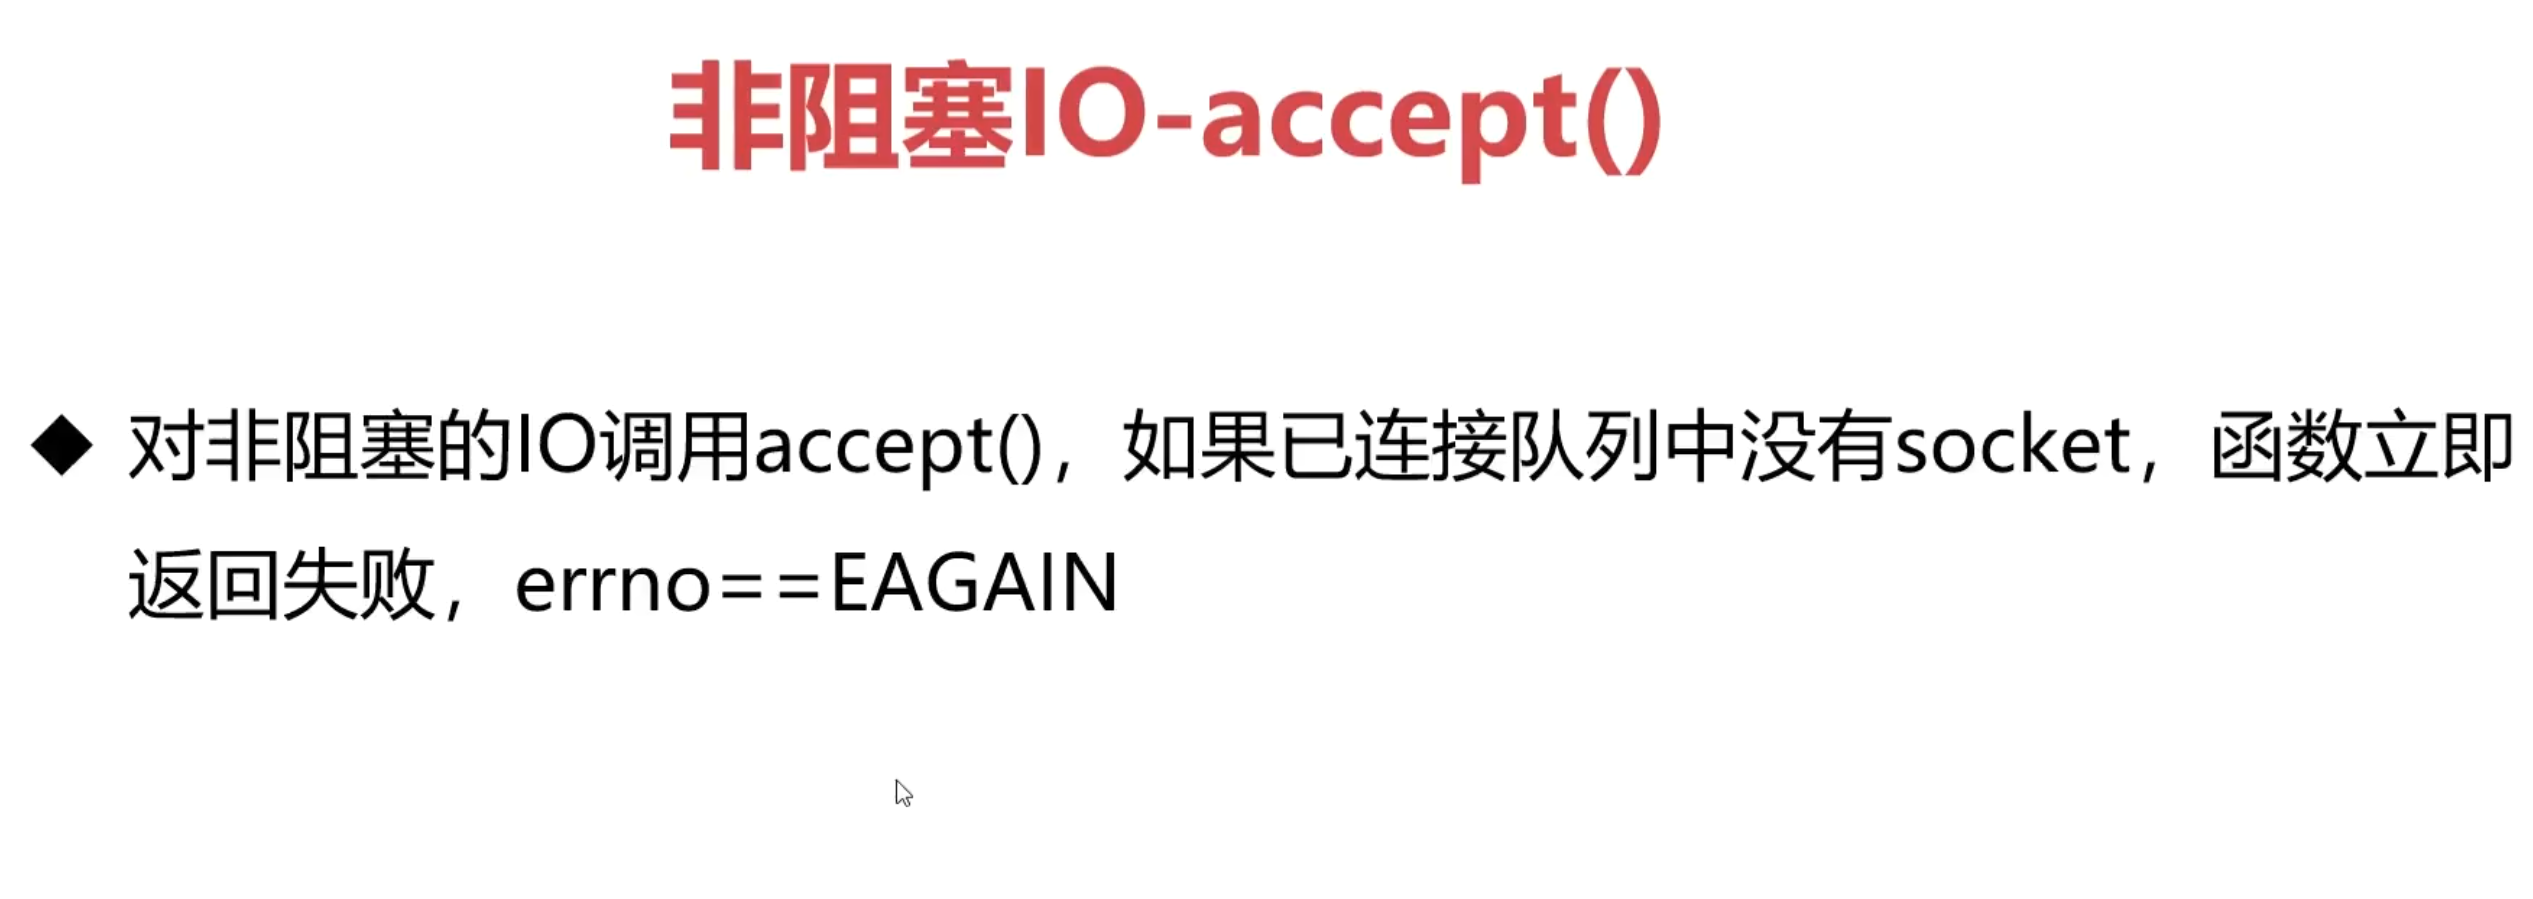 非阻塞IO-accept()
◆ 对非阻塞的IO调用accept()，如果已连接队列中没有socket，函数立即
返回失败，errno==EAGAIN